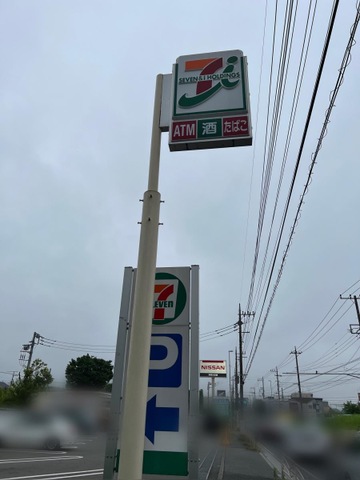 SEVEN & i HOLDINGS
ATM 酒 たばこ
7
ELEVEN
P
NISSAN